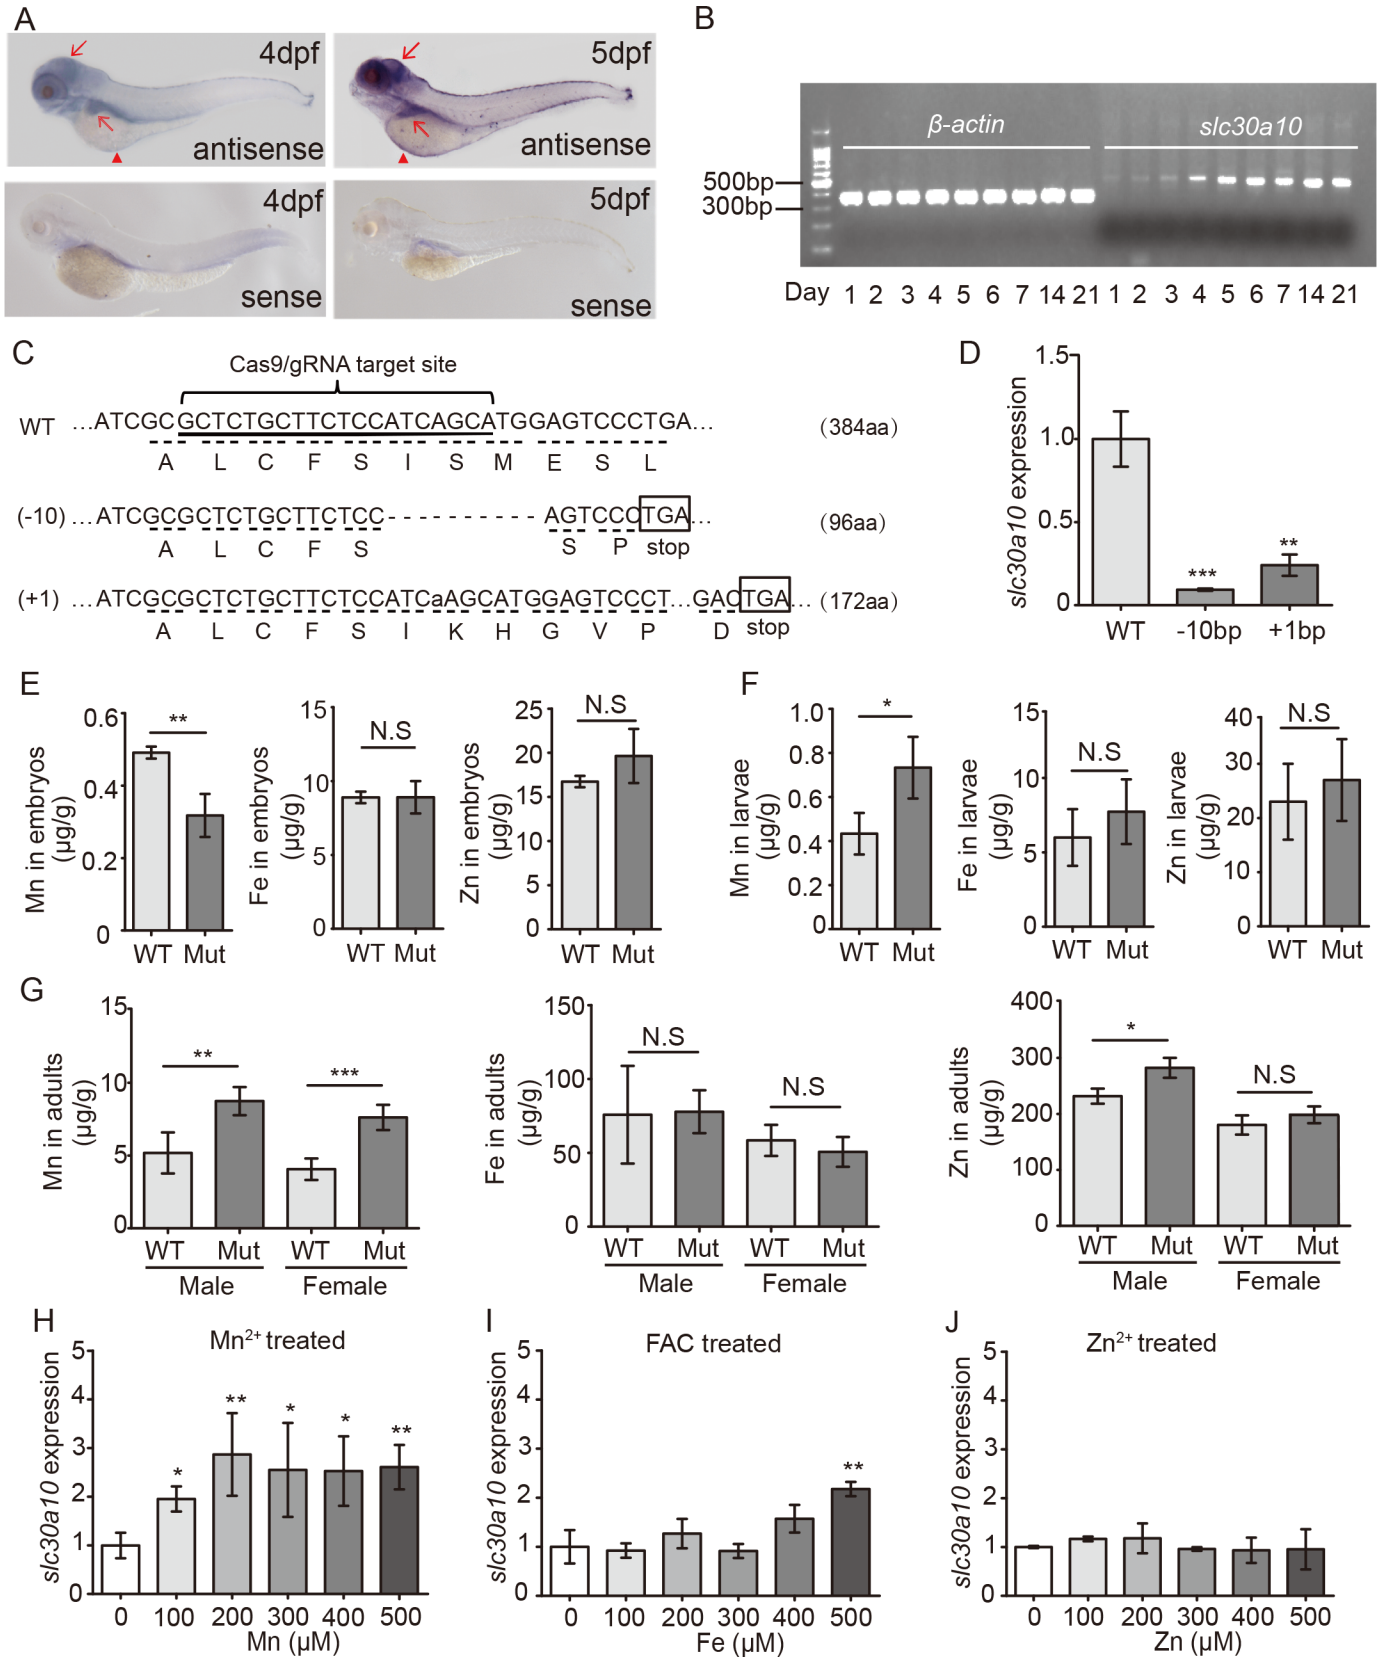 A
4dpf
antisense
5dpf
antisense
4dpf
sense
5dpf
sense
B
β-actin
slc30a10
500bp
300bp
Day 1 2 3 4 5 6 7 14 21 1 2 3 4 5 6 7 14 21
C
Cas9/gRNA target site
WT ...ATCGCGCTCTGCTTCTCCATCAGCATGGAGTCCCTGA... (384aa)
A L C F S I S M E S L
(-10) ...ATCGCGCTCTGCTTCTCC----------AGTCCCTGA... (96aa)
A L C F S S P stop
(+1) ...ATCGCGCTCTGCTTCTCCATCaAGCATGGAGTCCCT...GACTGA... (172aa)
A L C F S I K H G V P D stop
D
slc30a10 expression
1.5
1.0
0.5
0
***
**
WT -10bp +1bp
E
Mn in embryos
(µg/g)
0.6
0.4
0.2
0
**
WT Mut
Fe in embryos
(µg/g)
15
10
5
0
N.S
WT Mut
Zn in embryos
(µg/g)
25
20
15
10
5
0
N.S
WT Mut
F
Mn in larvae
(µg/g)
1.0
0.8
0.6
0.4
0.2
0
*
WT Mut
Fe in larvae
(µg/g)
15
10
5
0
N.S
WT Mut
Zn in larvae
(µg/g)
40
30
20
10
0
N.S
WT Mut
G
Mn in adults
(µg/g)
15
10
5
0
**
***
WT Mut WT Mut
Male Female
Fe in adults
(µg/g)
150
100
50
0
N.S
N.S
WT Mut WT Mut
Male Female
Zn in adults
(µg/g)
400
300
200
100
0
*
N.S
WT Mut WT Mut
Male Female
H
Mn²⁺ treated
slc30a10 expression
5
4
3
2
1
0
*
**
*
*
**
0 100 200 300 400 500
Mn (µM)
I
FAC treated
slc30a10 expression
5
4
3
2
1
0
**
0 100 200 300 400 500
Fe (µM)
J
Zn²⁺ treated
slc30a10 expression
5
4
3
2
1
0
0 100 200 300 400 500
Zn (µM)